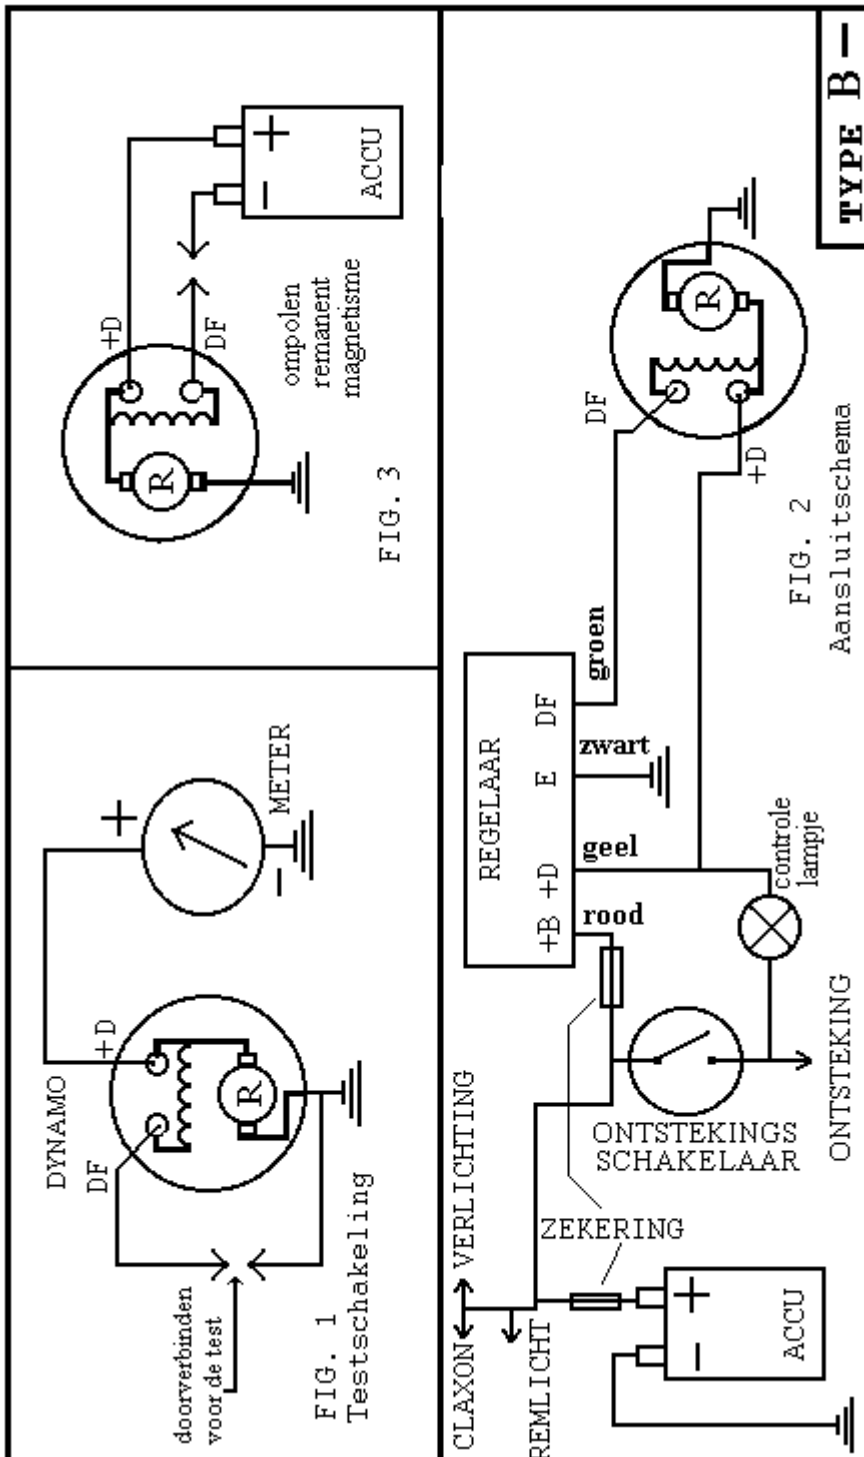 TYPE B-
FIG. 1
Testschakeling
DYNAMO
DF
+D
R
+
-
METER
doorverbinden
voor de test
FIG. 3
+D
DF
R
+
-
ACCU
ompolen
remanent
magnetisme
FIG. 2
Aansluitschema
REGELAAR
+B +D E DF
rood
geel
zwart
groen
DF
+D
R
controle
lampje
CLAXON
VERLICHTING
REMLICHT
ZEKERING
ONTSTEKINGS
SCHAKELAAR
ONTSTEKING
+
-
ACCU